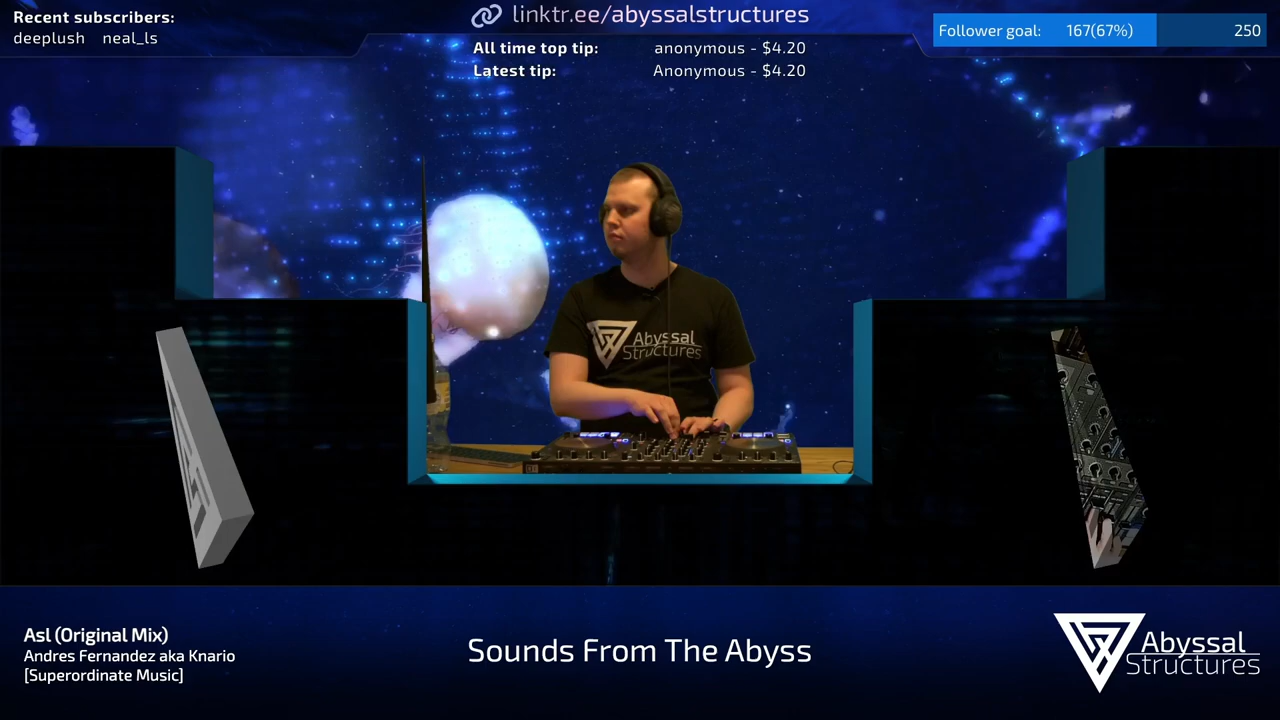 Recent subscribers:
deeplush neal_ls
linktr.ee/abyssalstructures
All time top tip: anonymous - $4.20
Latest tip: Anonymous - $4.20
Follower goal: 167(67%) 250
Abyssal
Structures
Asl (Original Mix)
Andres Fernandez aka Knario
[Superordinate Music]
Sounds From The Abyss
Abyssal
Structures